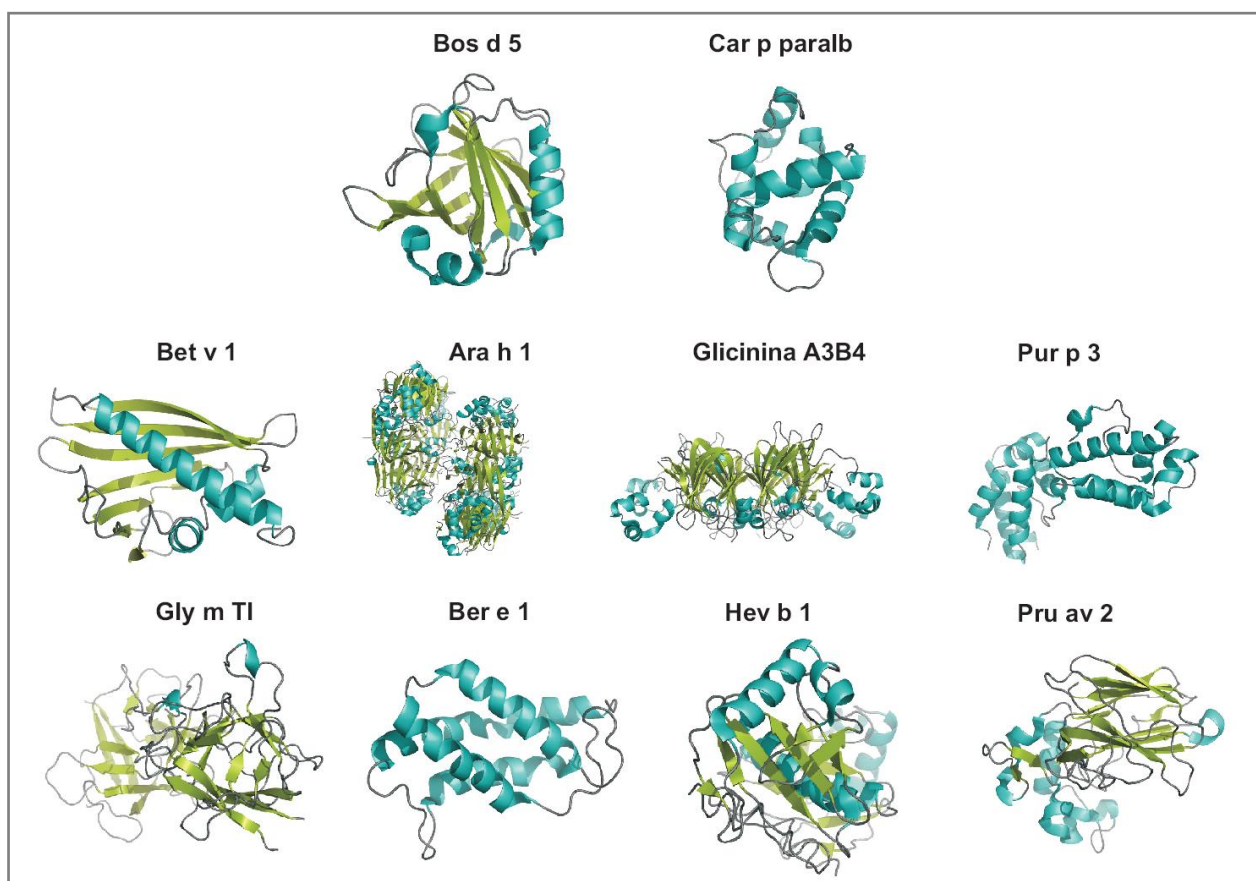 Bos d 5 Car p paralb
Bet v 1 Ara h 1 Glicinina A3B4 Pur p 3
Gly m TI Ber e 1 Hev b 1 Pru av 2